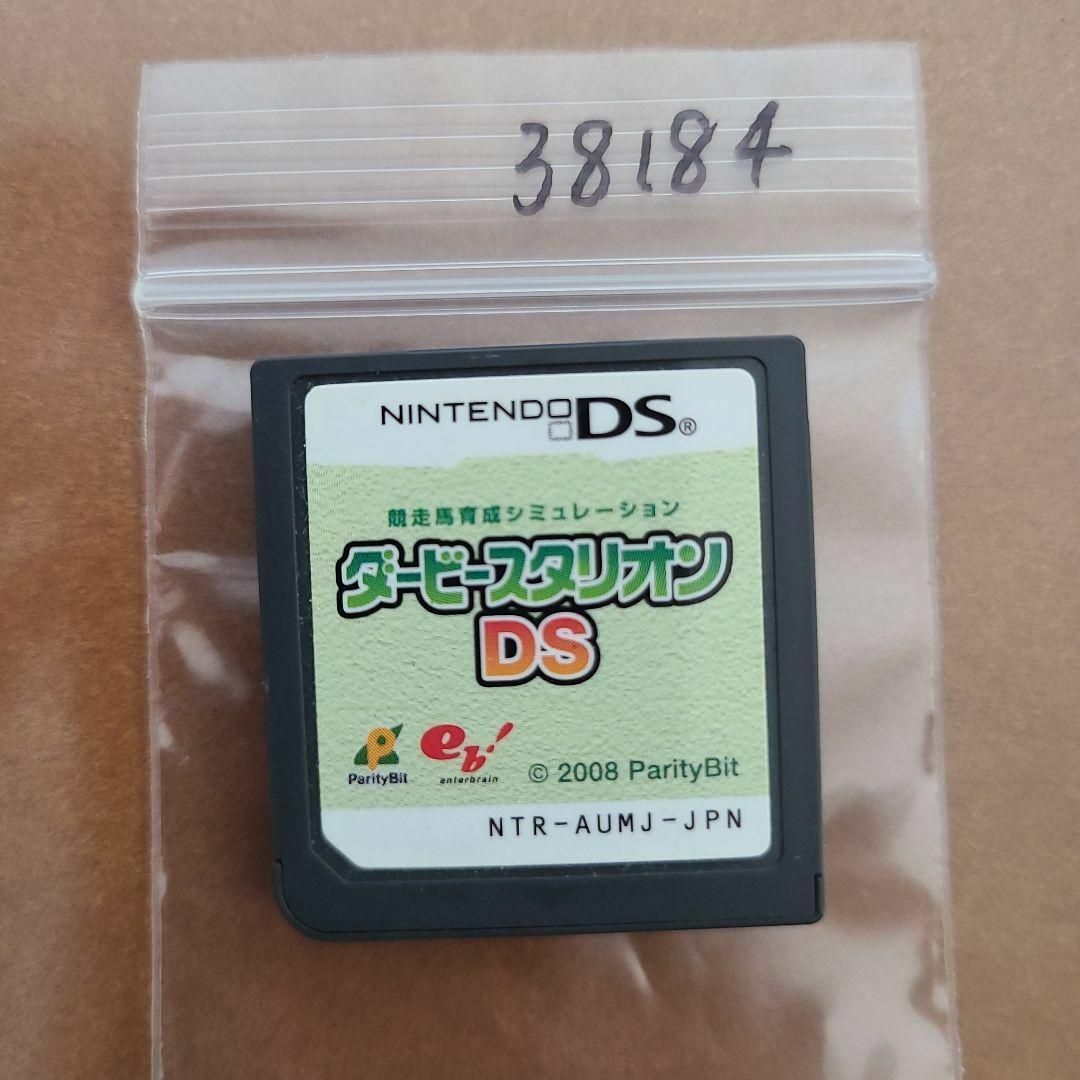 38184
NINTENDO DS®
競走馬育成シミュレーション
ダービースタリオン
DS
ParityBit
eb!
enterbrain
© 2008 ParityBit
NTR-AUMJ-JPN